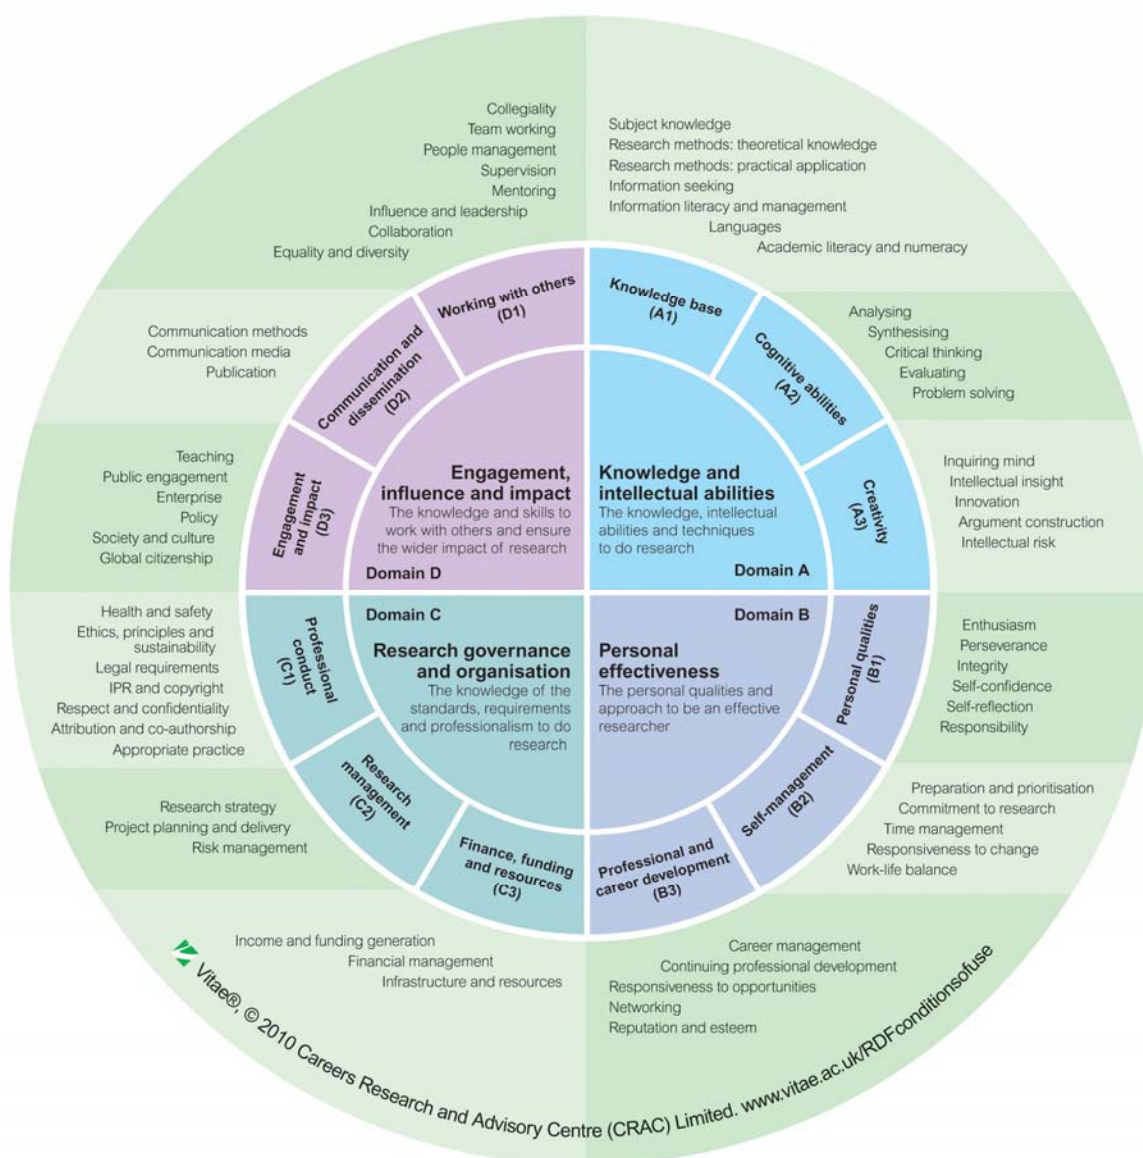 Collegiality
Team working
People management
Supervision
Mentoring
Influence and leadership
Collaboration
Equality and diversity
Subject knowledge
Research methods: theoretical knowledge
Research methods: practical application
Information seeking
Information literacy and management
Languages
Academic literacy and numeracy
Working with others
(D1)
Knowledge base
(A1)
Communication methods
Communication media
Publication
Communication and
dissemination
(D2)
Cognitive abilities
(A2)
Analysing
Synthesising
Critical thinking
Evaluating
Problem solving
Teaching
Public engagement
Enterprise
Policy
Society and culture
Global citizenship
Engagement
and impact
(D3)
Engagement,
influence and impact
The knowledge and skills to
work with others and ensure
the wider impact of research
Domain D
Knowledge and
intellectual abilities
The knowledge, intellectual
abilities and techniques
to do research
Domain A
Creativity
(A3)
Inquiring mind
Intellectual insight
Innovation
Argument construction
Intellectual risk
Health and safety
Ethics, principles and
sustainability
Legal requirements
IPR and copyright
Respect and confidentiality
Attribution and co-authorship
Appropriate practice
Professional
conduct
(C1)
Domain C
Research governance
and organisation
The knowledge of the
standards, requirements
and professionalism to do
research
Domain B
Personal
effectiveness
The personal qualities and
approach to be an effective
researcher
Personal qualities
(B1)
Enthusiasm
Perseverance
Integrity
Self-confidence
Self-reflection
Responsibility
Research strategy
Project planning and delivery
Risk management
Research
management
(C2)
Self-management
(B2)
Preparation and prioritisation
Commitment to research
Time management
Responsiveness to change
Work-life balance
Finance, funding
and resources
(C3)
Professional and
career development
(B3)
Income and funding generation
Financial management
Infrastructure and resources
Career management
Continuing professional development
Responsiveness to opportunities
Networking
Reputation and esteem
Vitae®, © 2010 Careers Research and Advisory Centre (CRAC) Limited. www.vitae.ac.uk/RDFconditionsofuse